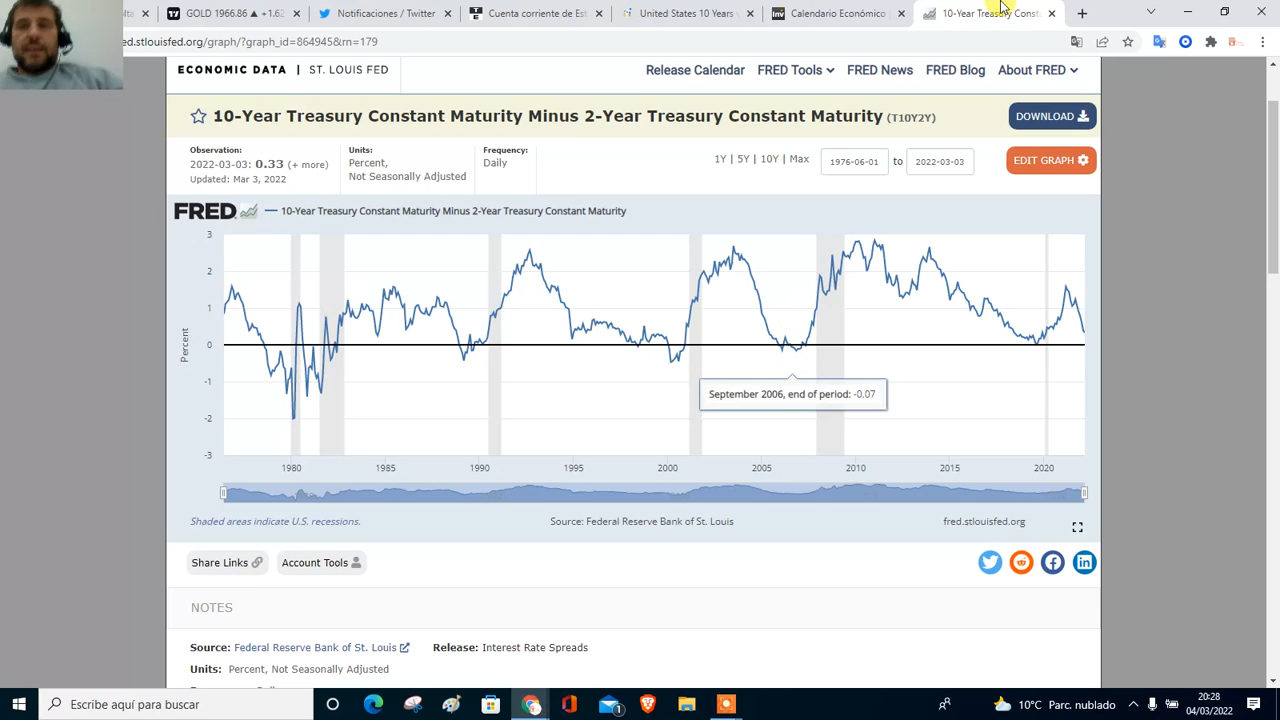 lta
GOLD 1966.86 ▲ +1.62
Notificaciones / Twitter
Cuenta corriente de Est
United States 10 Years v
Calendario Económico
10-Year Treasury Consta
ed.stlouisfed.org/graph/?graph_id=864945&rn=179
ECONOMIC DATA | ST. LOUIS FED
Release Calendar FRED Tools FRED News FRED Blog About FRED
10-Year Treasury Constant Maturity Minus 2-Year Treasury Constant Maturity (T10Y2Y)
DOWNLOAD
Observation:
2022-03-03: 0.33 (+ more)
Updated: Mar 3, 2022
Units:
Percent,
Not Seasonally Adjusted
Frequency:
Daily
1Y | 5Y | 10Y | Max
1976-06-01 to 2022-03-03
EDIT GRAPH
FRED
10-Year Treasury Constant Maturity Minus 2-Year Treasury Constant Maturity
Percent
3
2
1
0
-1
-2
-3
September 2006, end of period: -0.07
1980 1985 1990 1995 2000 2005 2010 2015 2020
Shaded areas indicate U.S. recessions.
Source: Federal Reserve Bank of St. Louis
fred.stlouisfed.org
Share Links
Account Tools
NOTES
Source: Federal Reserve Bank of St. Louis
Release: Interest Rate Spreads
Units: Percent, Not Seasonally Adjusted
Escribe aquí para buscar
1
10°C Parc. nublado
20:28
04/03/2022